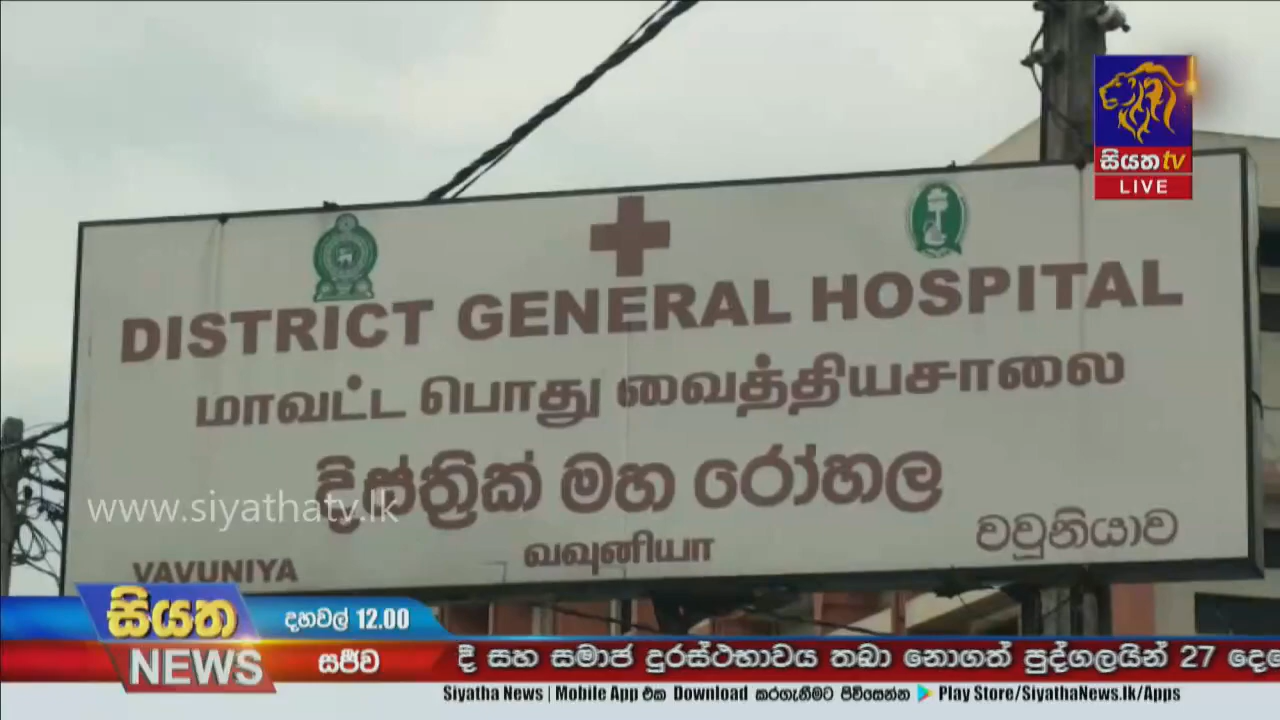 සියත tv
LIVE
DISTRICT GENERAL HOSPITAL
மாவட்ட பொது வைத்தியசாலை
දිස්ත්‍රික් මහ රෝහල
www.siyathatv.lk
VAVUNIYA
வவுனியா
වවුනියාව
සියත
NEWS
දහවල් 12.00
සජීව
දී සහ සමාජ දුරස්ථභාවය තබා නොගත් පුද්ගලයින් 27
Siyatha News | Mobile App එක Download කරගැනීමට පිවිසෙන්න Play Store/SiyathaNews.lk/Apps